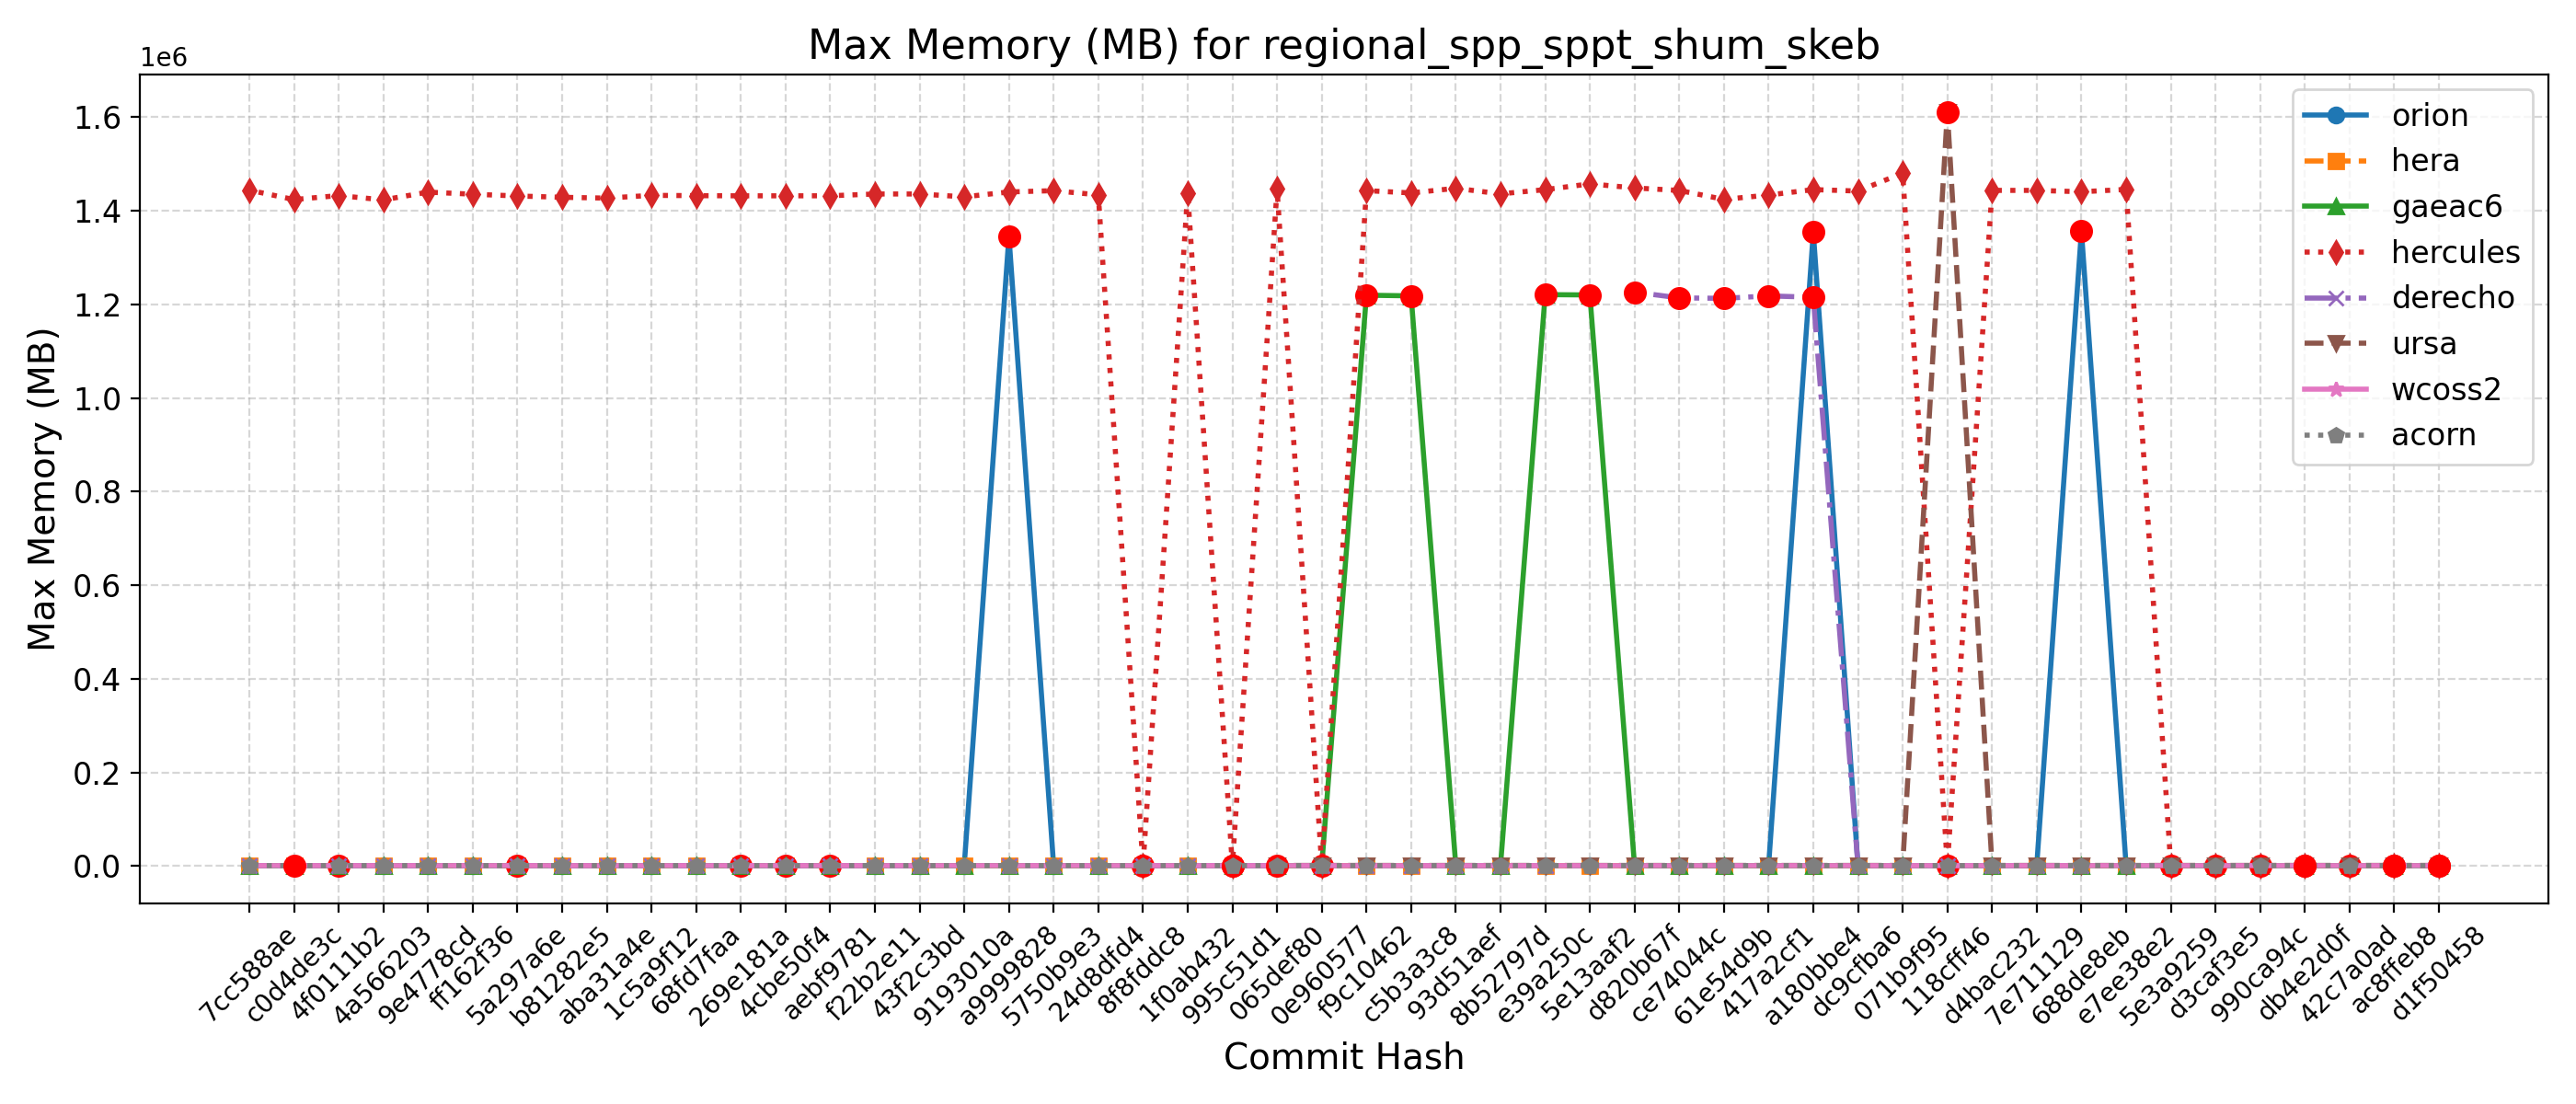 Max Memory (MB) for regional_spp_sppt_shum_skeb
1e6
1.6
1.4
1.2
1.0
0.8
0.6
0.4
0.2
0.0
Max Memory (MB)
orion
hera
gaeac6
hercules
derecho
ursa
wcoss2
acorn
7cc588ae
c0d4de3c
4f0111b2
4a566203
9e4778cd
ff162f36
5a297a6e
b81282e5
aba31a4e
1c5a9f12
68fd7faa
269e181a
4cbe50f4
aebf9781
f22b2e11
43f2c3bd
9193010a
a9999828
5750b9e3
24d8dfd4
8f8fddc8
1f0ab432
995c51d1
065def80
0e960577
f9c10462
c5b3a3c8
93d51aef
8b52797d
e39a250c
5e13aaf2
d820b67f
ce74044c
61e54d9b
417a2cf1
a180bbe4
dc9cfba6
071b9f95
118cff46
d4bac232
7e711129
688de8eb
e7ee38e2
5e3a9259
d3caf3e5
990ca94c
db4e2d0f
42c7a0ad
ac8ffeb8
d1f50458
Commit Hash